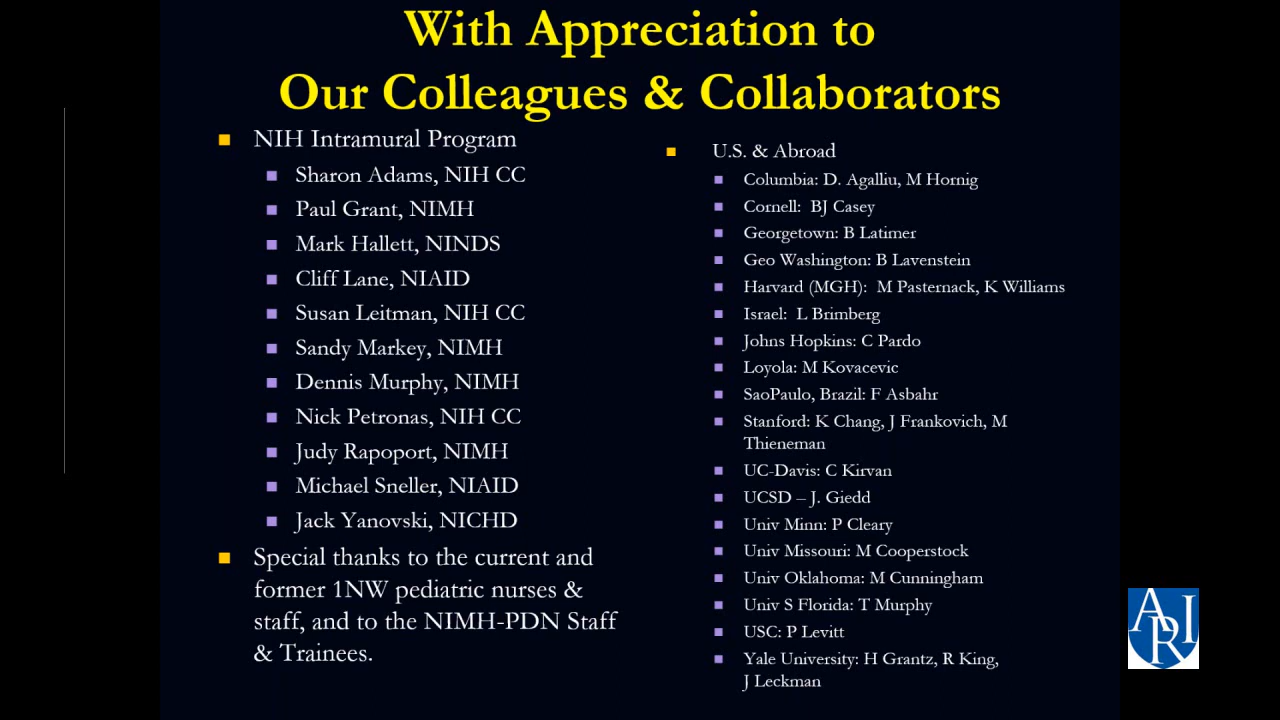 With Appreciation to
Our Colleagues & Collaborators
NIH Intramural Program
Sharon Adams, NIH CC
Paul Grant, NIMH
Mark Hallett, NINDS
Cliff Lane, NIAID
Susan Leitman, NIH CC
Sandy Markey, NIMH
Dennis Murphy, NIMH
Nick Petronas, NIH CC
Judy Rapoport, NIMH
Michael Sneller, NIAID
Jack Yanovski, NICHD
Special thanks to the current and
former 1NW pediatric nurses &
staff, and to the NIMH-PDN Staff
& Trainees.
U.S. & Abroad
Columbia: D. Agalliu, M Hornig
Cornell: BJ Casey
Georgetown: B Latimer
Geo Washington: B Lavenstein
Harvard (MGH): M Pasternack, K Williams
Israel: L Brimberg
Johns Hopkins: C Pardo
Loyola: M Kovacevic
SaoPaulo, Brazil: F Asbahr
Stanford: K Chang, J Frankovich, M
Thieneman
UC-Davis: C Kirvan
UCSD – J. Giedd
Univ Minn: P Cleary
Univ Missouri: M Cooperstock
Univ Oklahoma: M Cunningham
Univ S Florida: T Murphy
USC: P Levitt
Yale University: H Grantz, R King,
J Leckman
ARI